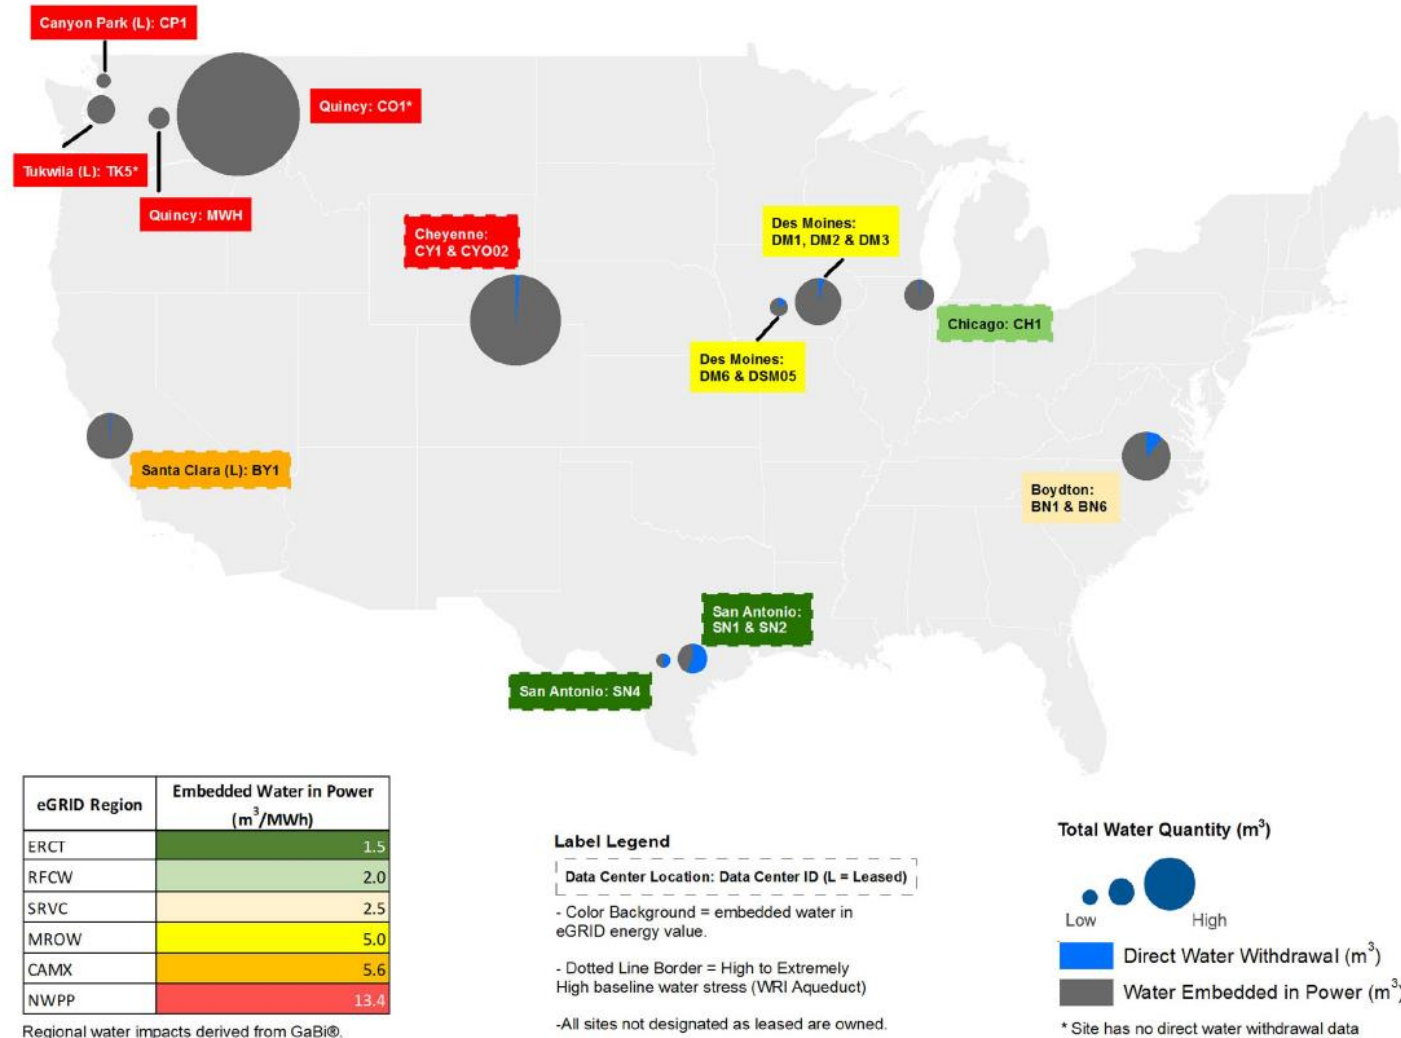 Canyon Park (L): CP1
Quincy: CO1*
Tukwila (L): TK5*
Quincy: MWH
Cheyenne:
CY1 & CYO02
Des Moines:
DM1, DM2 & DM3
Chicago: CH1
Des Moines:
DM6 & DSM05
Santa Clara (L): BY1
Boydton:
BN1 & BN6
San Antonio:
SN1 & SN2
San Antonio: SN4
eGRID Region
Embedded Water in Power
(m³/MWh)
ERCT 1.5
RFCW 2.0
SRVC 2.5
MROW 5.0
CAMX 5.6
NWPP 13.4
Regional water impacts derived from GaBi®.
Label Legend
Data Center Location: Data Center ID (L = Leased)
- Color Background = embedded water in
eGRID energy value.
- Dotted Line Border = High to Extremely
High baseline water stress (WRI Aqueduct)
-All sites not designated as leased are owned.
Total Water Quantity (m³)
Low High
Direct Water Withdrawal (m³)
Water Embedded in Power (m³)
* Site has no direct water withdrawal data